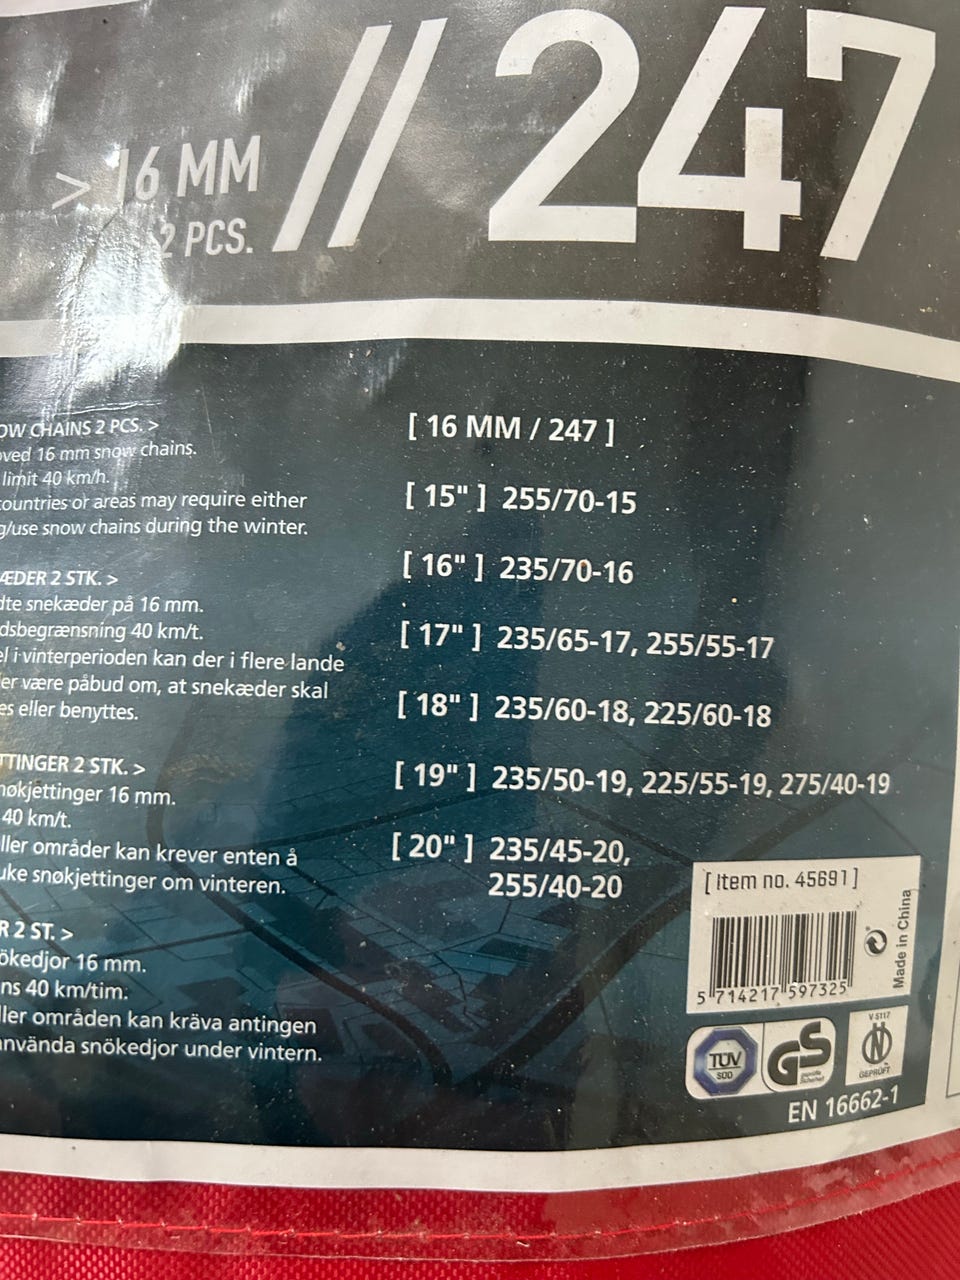 > 16 MM // 247
2 PCS.
OW CHAINS 2 PCS. >
oved 16 mm snow chains.
limit 40 km/h.
countries or areas may require either
g/use snow chains during the winter.
ÆDER 2 STK. >
dte snekæder på 16 mm.
dsbegrænsning 40 km/t.
el i vinterperioden kan der i flere lande
er være påbud om, at snekæder skal
es eller benyttes.
TTINGER 2 STK. >
nøkjettinger 16 mm.
40 km/t.
ller områder kan krever enten å
uke snøkjettinger om vinteren.
R 2 ST. >
ökedjor 16 mm.
ns 40 km/tim.
ller områden kan kräva antingen
använda snökedjor under vintern.
[ 16 MM / 247 ]
[ 15" ] 255/70-15
[ 16" ] 235/70-16
[ 17" ] 235/65-17, 255/55-17
[ 18" ] 235/60-18, 225/60-18
[ 19" ] 235/50-19, 225/55-19, 275/40-19
[ 20" ] 235/45-20,
255/40-20
[ Item no. 45691 ]
5 714217 597325
Made in China
TÜV
SÜD
GS
geprüfte
Sicherheit
V-5117
N
GEPRÜFT
EN 16662-1